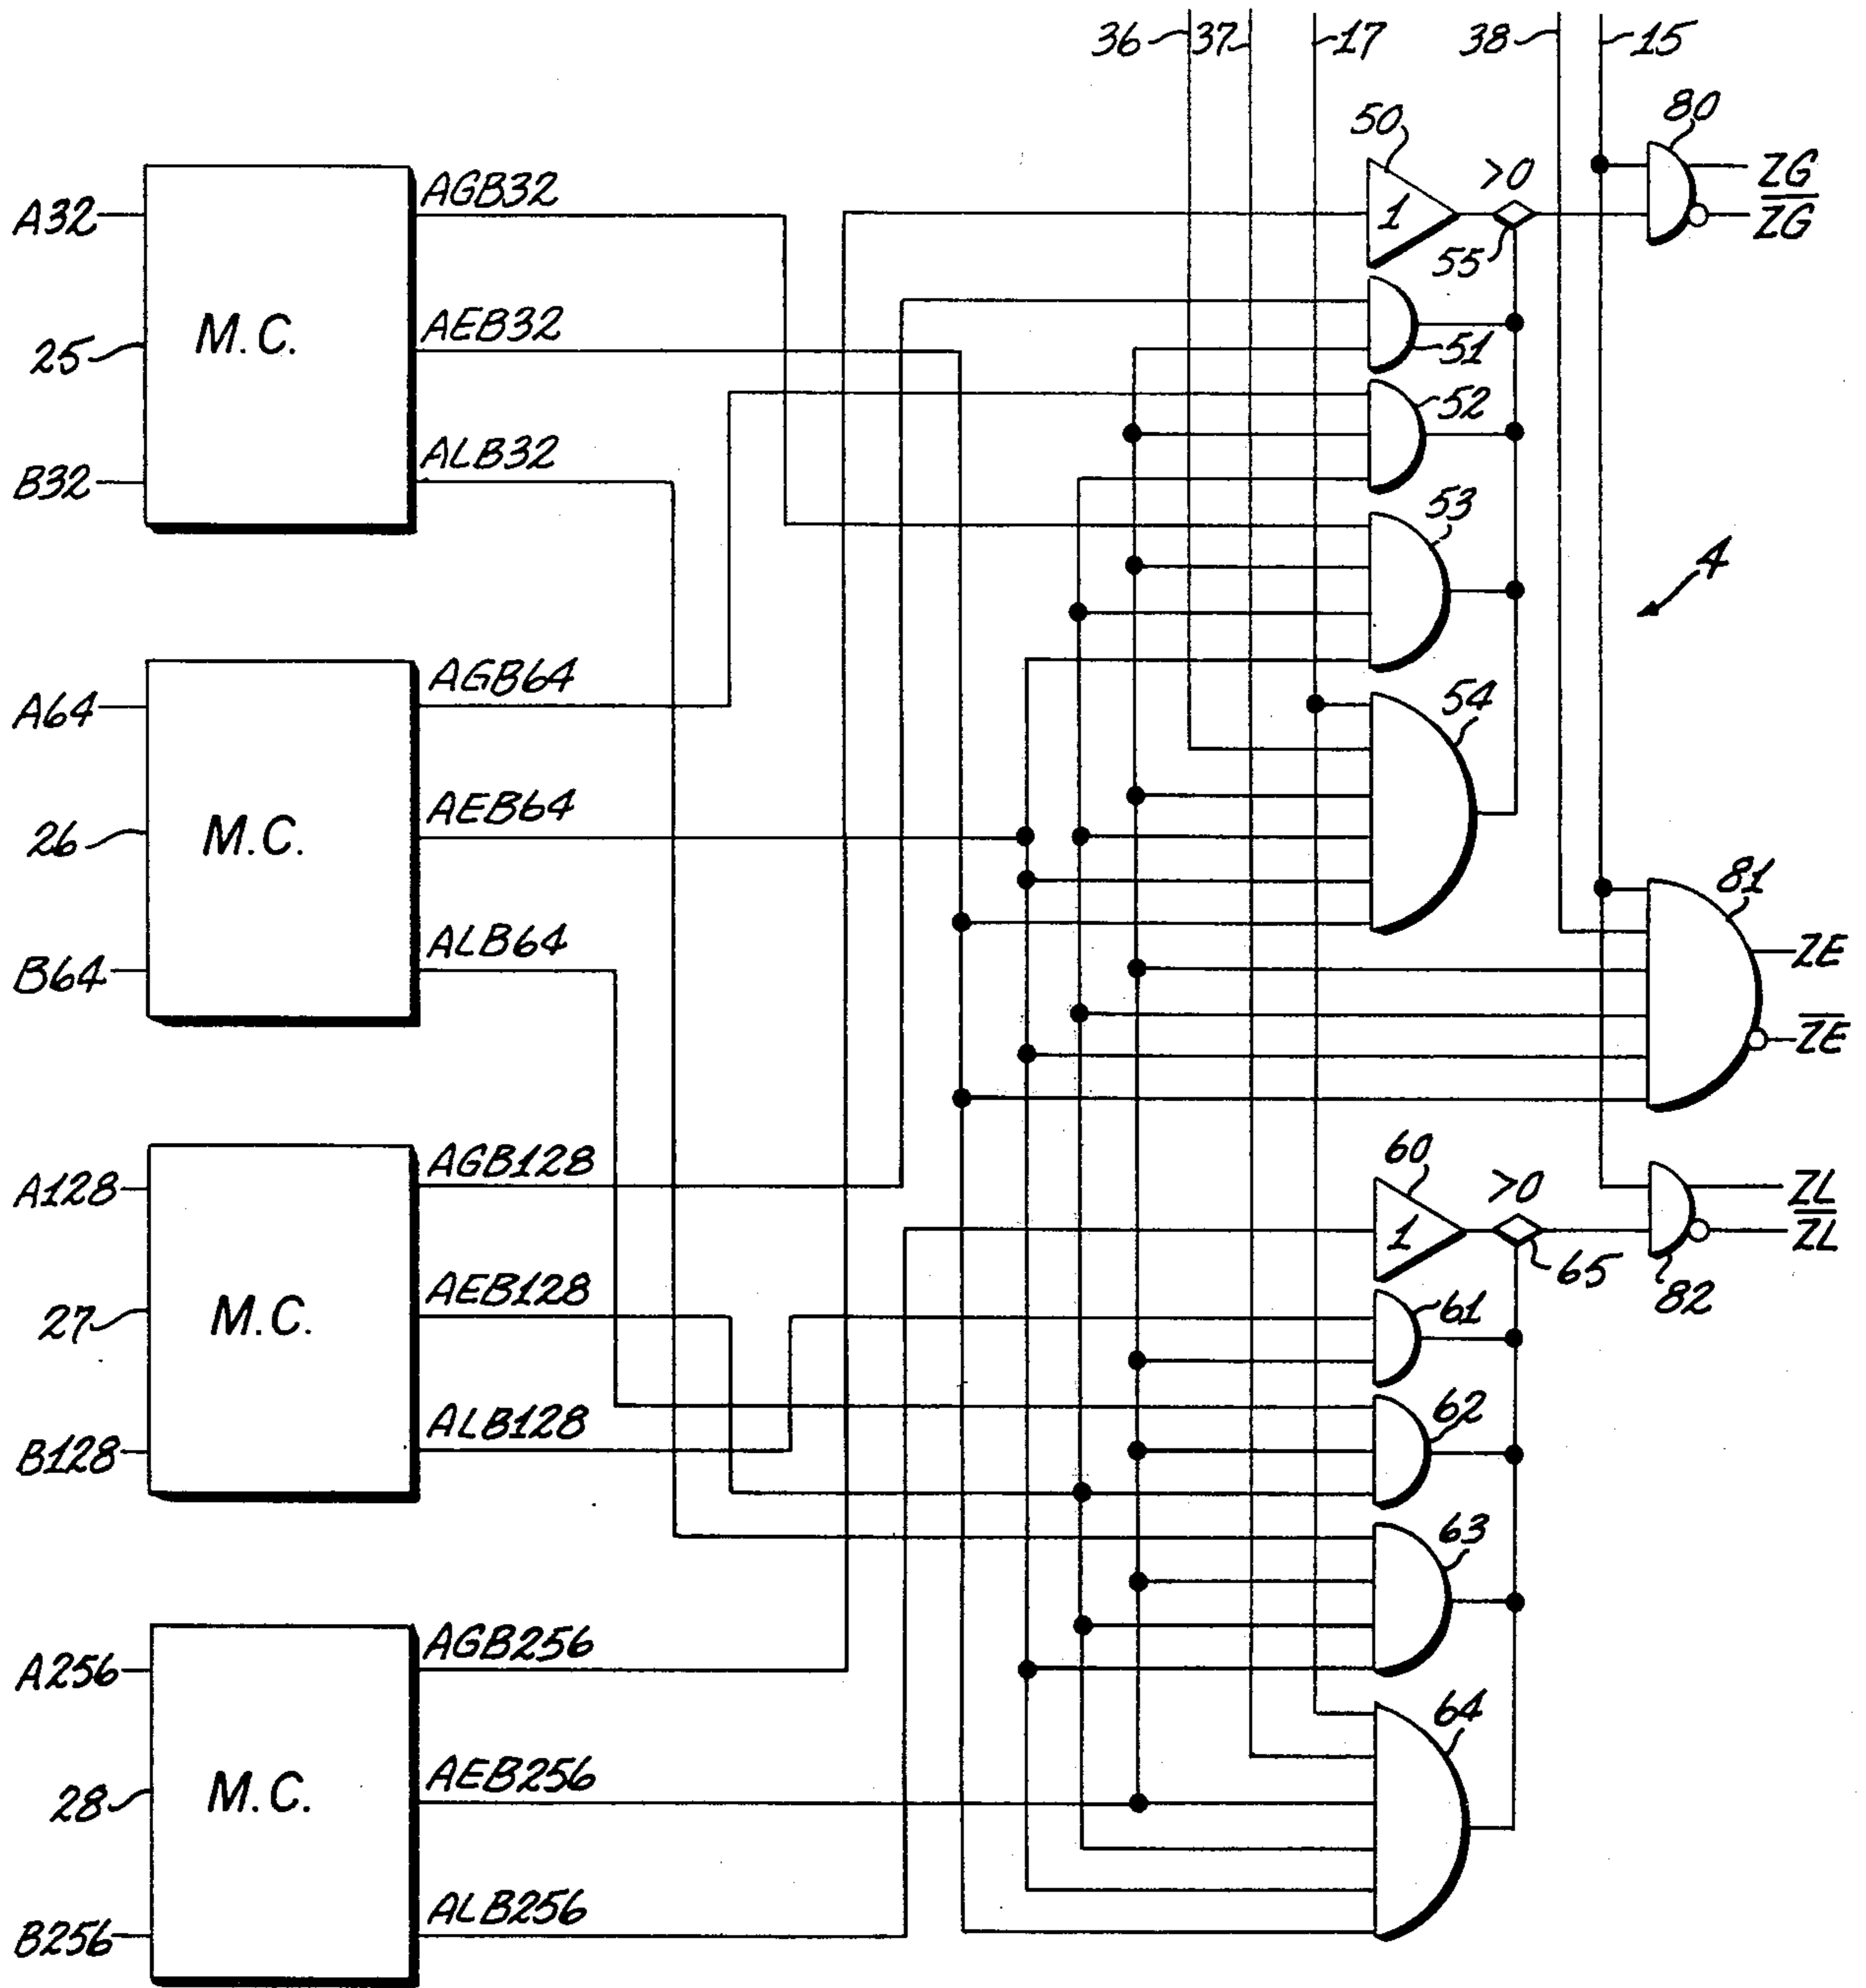 36 37 17 38 15
50 >0 80
A32 M.C. AGB32 1 ZG
ZG
55
25 AEB32 51
52
B32 ALB32
53
4
A64 M.C. AGB64 54
26 AEB64
81
B64 ALB64 ZE
ZE
A128 M.C. AGB128 60 >0 ZL
1 ZL
65 82
27 AEB128 61
B128 ALB128 62
63
A256 M.C. AGB256
64
28 AEB256
B256 ALB256